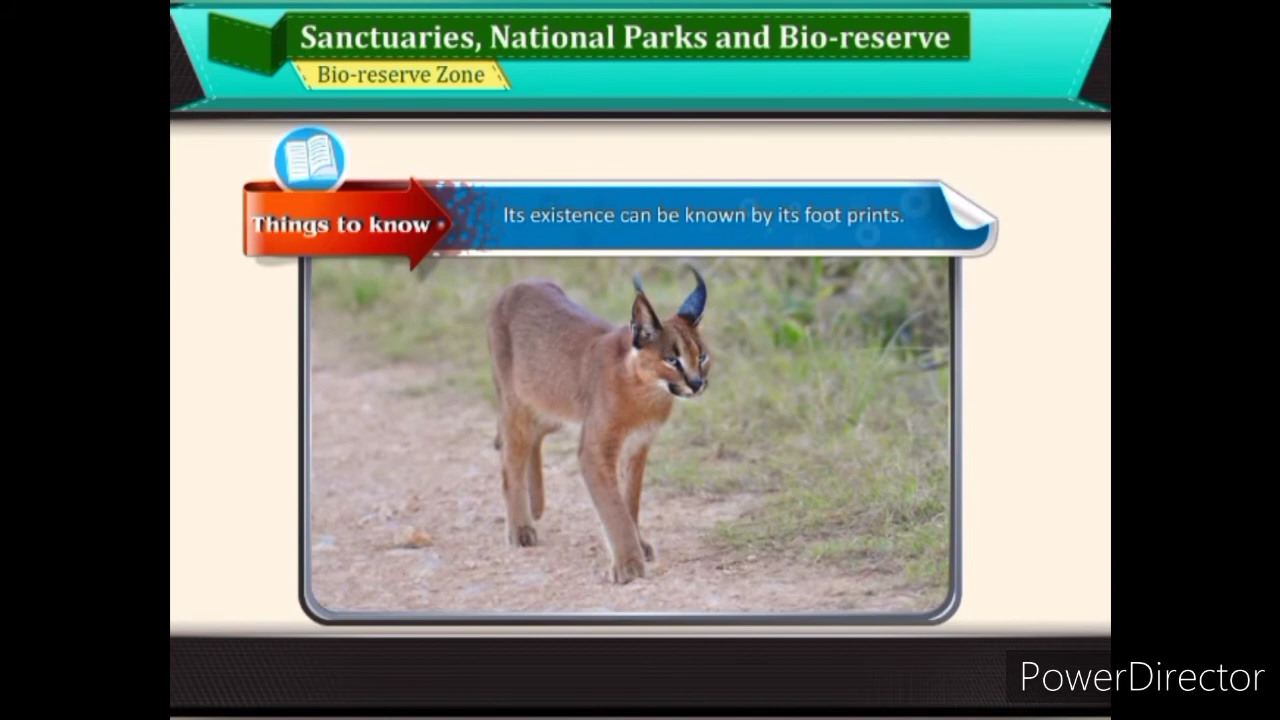 Sanctuaries, National Parks and Bio-reserve
Bio-reserve Zone
Things to know
Its existence can be known by its foot prints.
PowerDirector